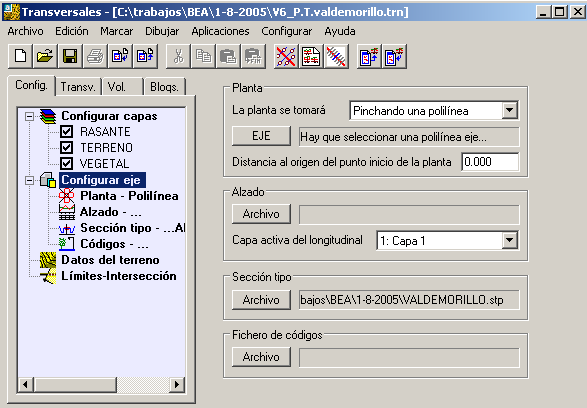 Transversales - [C:\trabajos\BEA\1-8-2005\V6_P.T.valdemorillo.trn]
Archivo Edición Marcar Dibujar Aplicaciones Configurar Ayuda
Config. Transv. Vol. Bloqs.
Configurar capas
RASANTE
TERRENO
VEGETAL
Configurar eje
Planta - Polilínea
Alzado - ...
Sección tipo - ...AI
Códigos - ...
Datos del terreno
Límites-Intersección
Planta
La planta se tomará Pinchando una polilínea
EJE Hay que seleccionar una polilínea eje...
Distancia al origen del punto inicio de la planta 0.000
Alzado
Archivo
Capa activa del longitudinal 1: Capa 1
Sección tipo
Archivo bajos\BEA\1-8-2005\VALDEMORILLO.stp
Fichero de códigos
Archivo